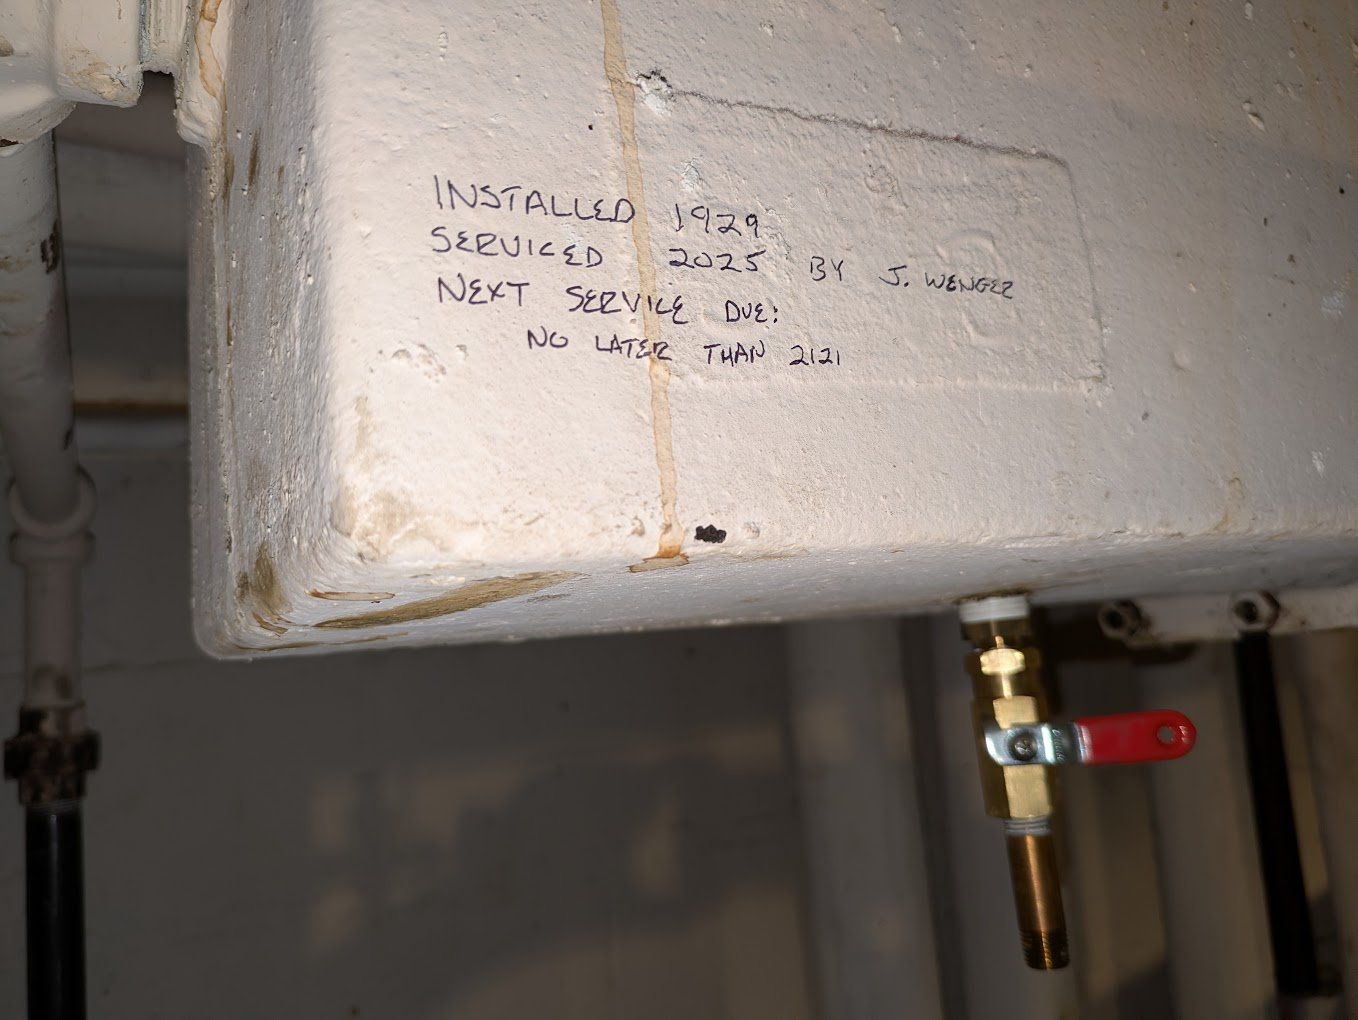 INSTALLED 1929
SERVICED 2025 BY J. WENGER
NEXT SERVICE DUE:
NO LATER THAN 2121